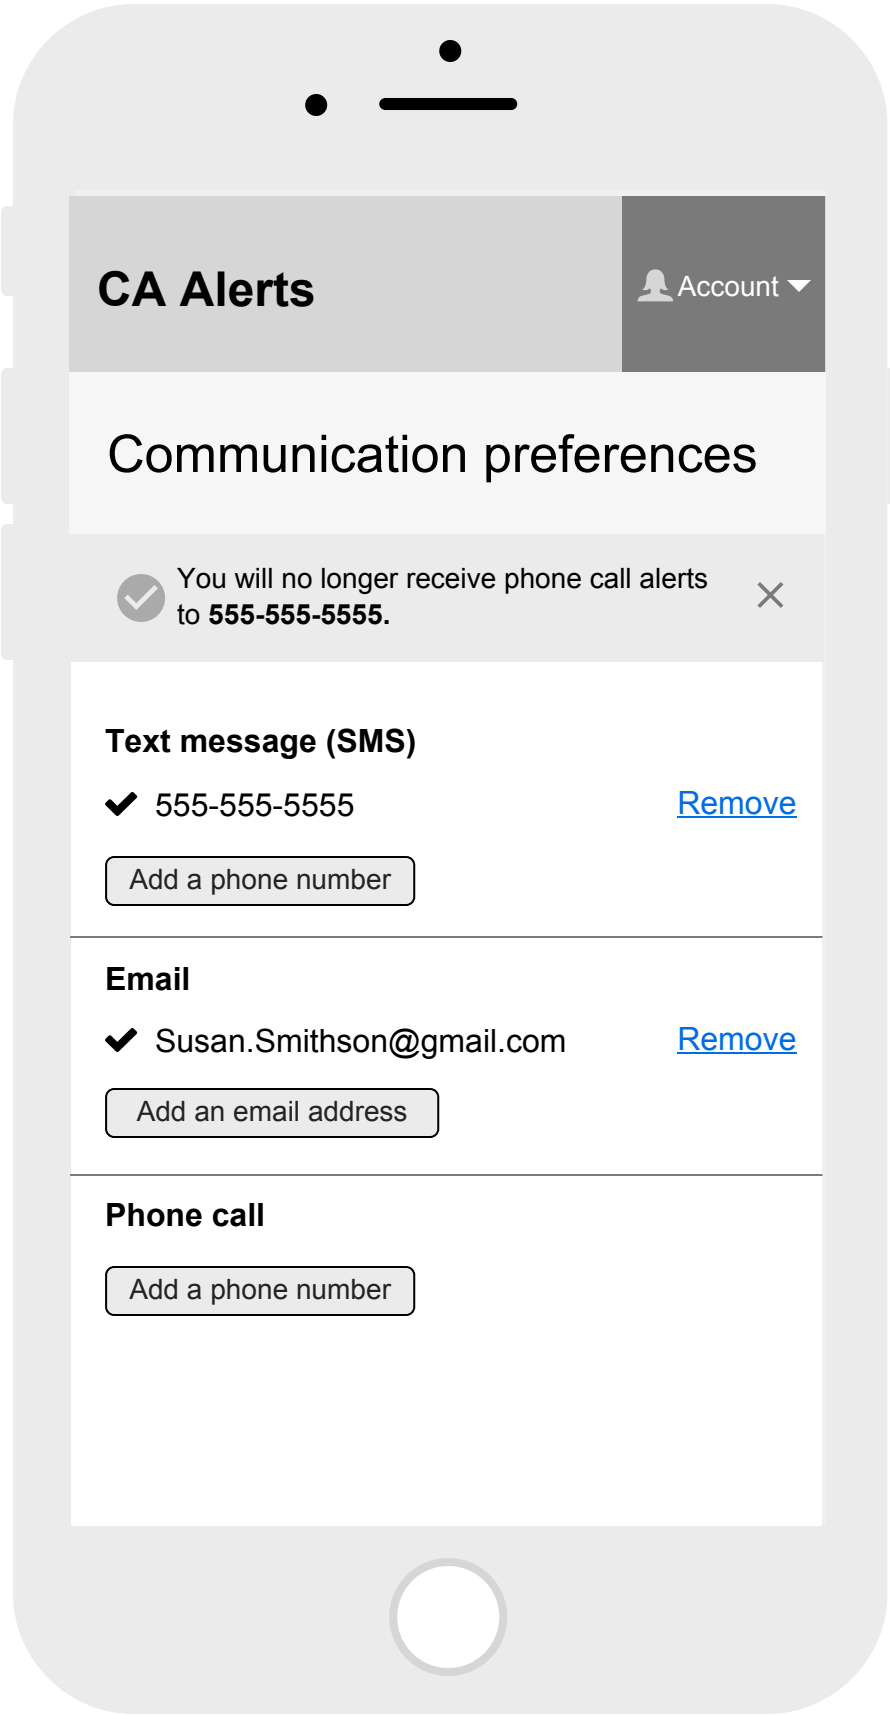 CA Alerts
Account
Communication preferences
You will no longer receive phone call alerts
to 555-555-5555.
Text message (SMS)
555-555-5555
Remove
Add a phone number
Email
Susan.Smithson@gmail.com
Remove
Add an email address
Phone call
Add a phone number